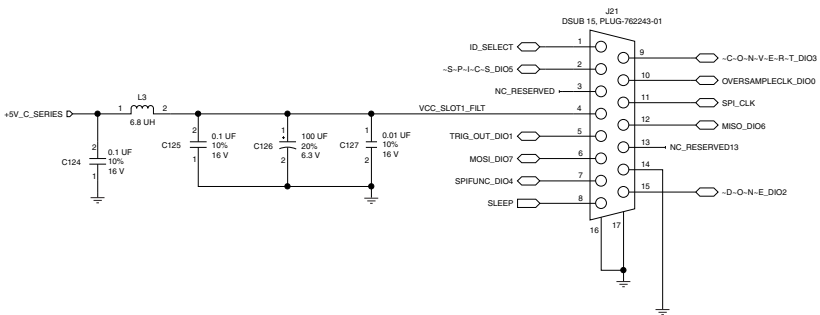 J21
DSUB 15, PLUG-762243-01
ID_SELECT 1
9 ~C~O~N~V~E~R~T_DIO3
~S~P~I~C~S_DIO5 2
10 OVERSAMPLECLK_DIO0
NC_RESERVED 3
11 SPI_CLK
+5V_C_SERIES 1 L3 2 VCC_SLOT1_FILT 4
6.8 UH
12 MISO_DIO6
TRIG_OUT_DIO1 5
13 NC_RESERVED13
MOSI_DIO7 6
14
SPIFUNC_DIO4 7
15 ~D~O~N~E_DIO2
SLEEP 8
16 17
C124 2 1
0.1 UF
10%
16 V
C125 2 1
0.1 UF
10%
16 V
C126 1 + 2
100 UF
20%
6.3 V
C127 1 2
0.01 UF
10%
16 V